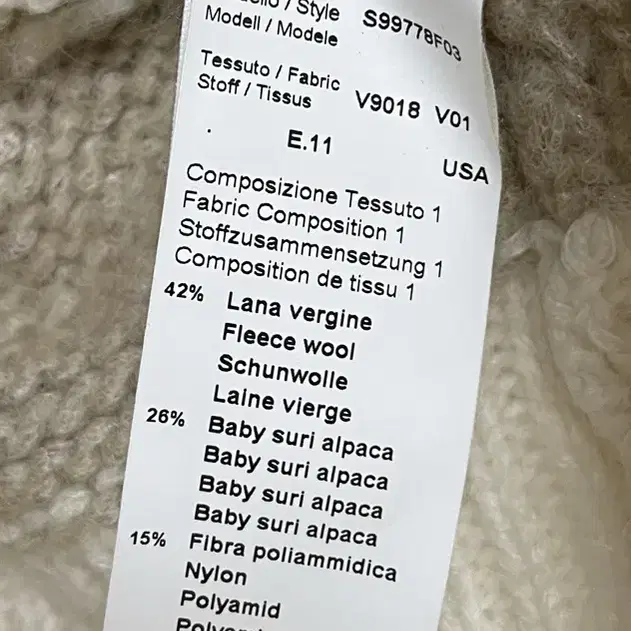 / Style S99778F03
Modell / Modele
Tessuto / Fabric
Stoff / Tissus V9018 V01
E.11
USA
Composizione Tessuto 1
Fabric Composition 1
Stoffzusammensetzung 1
Composition de tissu 1
42% Lana vergine
Fleece wool
Schunwolle
Laine vierge
26% Baby suri alpaca
Baby suri alpaca
Baby suri alpaca
Baby suri alpaca
15% Fibra poliammidica
Nylon
Polyamid